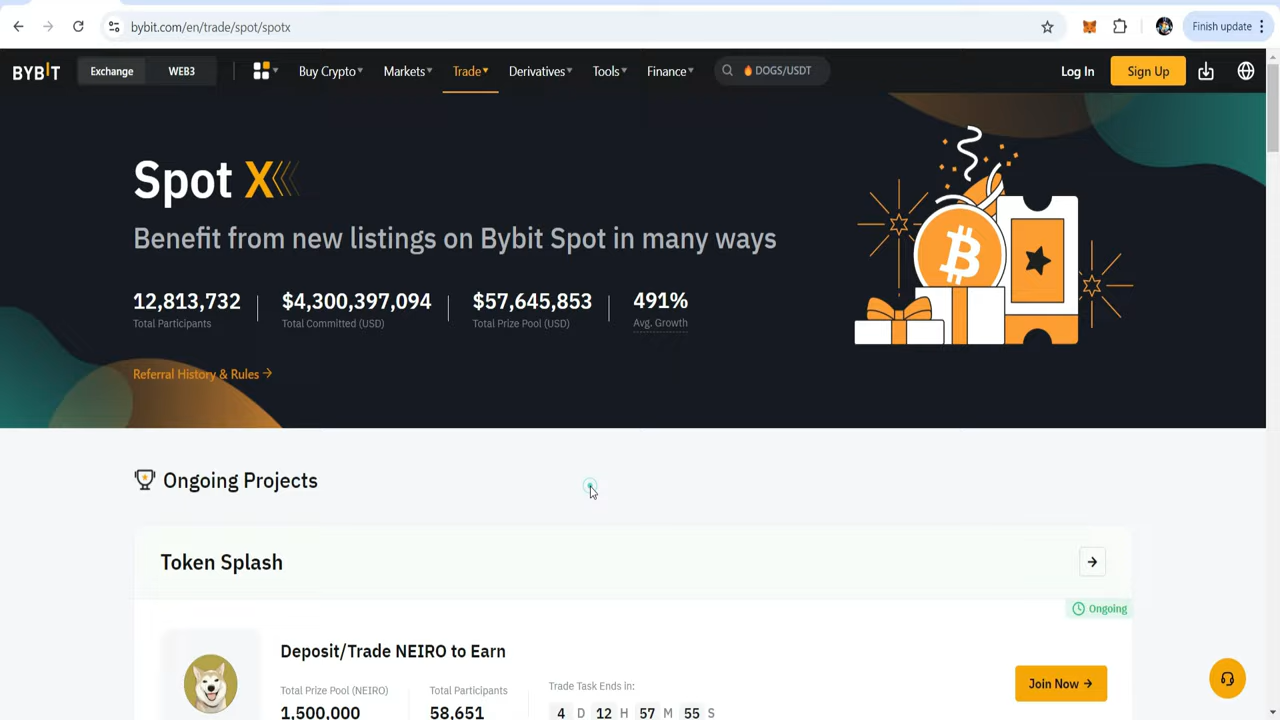 bybit.com/en/trade/spot/spotx
Finish update
BYBIT
Exchange
WEB3
Buy Crypto
Markets
Trade
Derivatives
Tools
Finance
DOGS/USDT
Log In
Sign Up
Spot X
Benefit from new listings on Bybit Spot in many ways
12,813,732
Total Participants
$4,300,397,094
Total Committed (USD)
$57,645,853
Total Prize Pool (USD)
491%
Avg. Growth
Referral History & Rules →
Ongoing Projects
Token Splash
Ongoing
Deposit/Trade NEIRO to Earn
Total Prize Pool (NEIRO)
1,500,000
Total Participants
58,651
Trade Task Ends in:
4 D 12 H 57 M 55 S
Join Now →